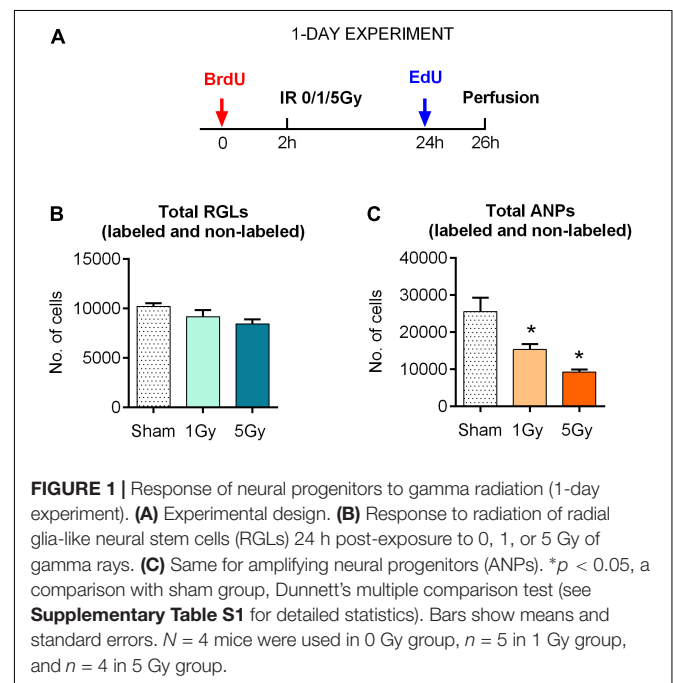 A
1-DAY EXPERIMENT
BrdU
EdU
IR 0/1/5Gy
Perfusion
0
2h
24h
26h
B
Total RGLs
(labeled and non-labeled)
No. of cells
15000
10000
5000
0
Sham 1Gy 5Gy
C
Total ANPs
(labeled and non-labeled)
No. of cells
40000
30000
20000
10000
0
*
*
Sham 1Gy 5Gy
FIGURE 1 | Response of neural progenitors to gamma radiation (1-day
experiment). (A) Experimental design. (B) Response to radiation of radial
glia-like neural stem cells (RGLs) 24 h post-exposure to 0, 1, or 5 Gy of
gamma rays. (C) Same for amplifying neural progenitors (ANPs). *p < 0.05, a
comparison with sham group, Dunnett's multiple comparison test (see
Supplementary Table S1 for detailed statistics). Bars show means and
standard errors. N = 4 mice were used in 0 Gy group, n = 5 in 1 Gy group,
and n = 4 in 5 Gy group.